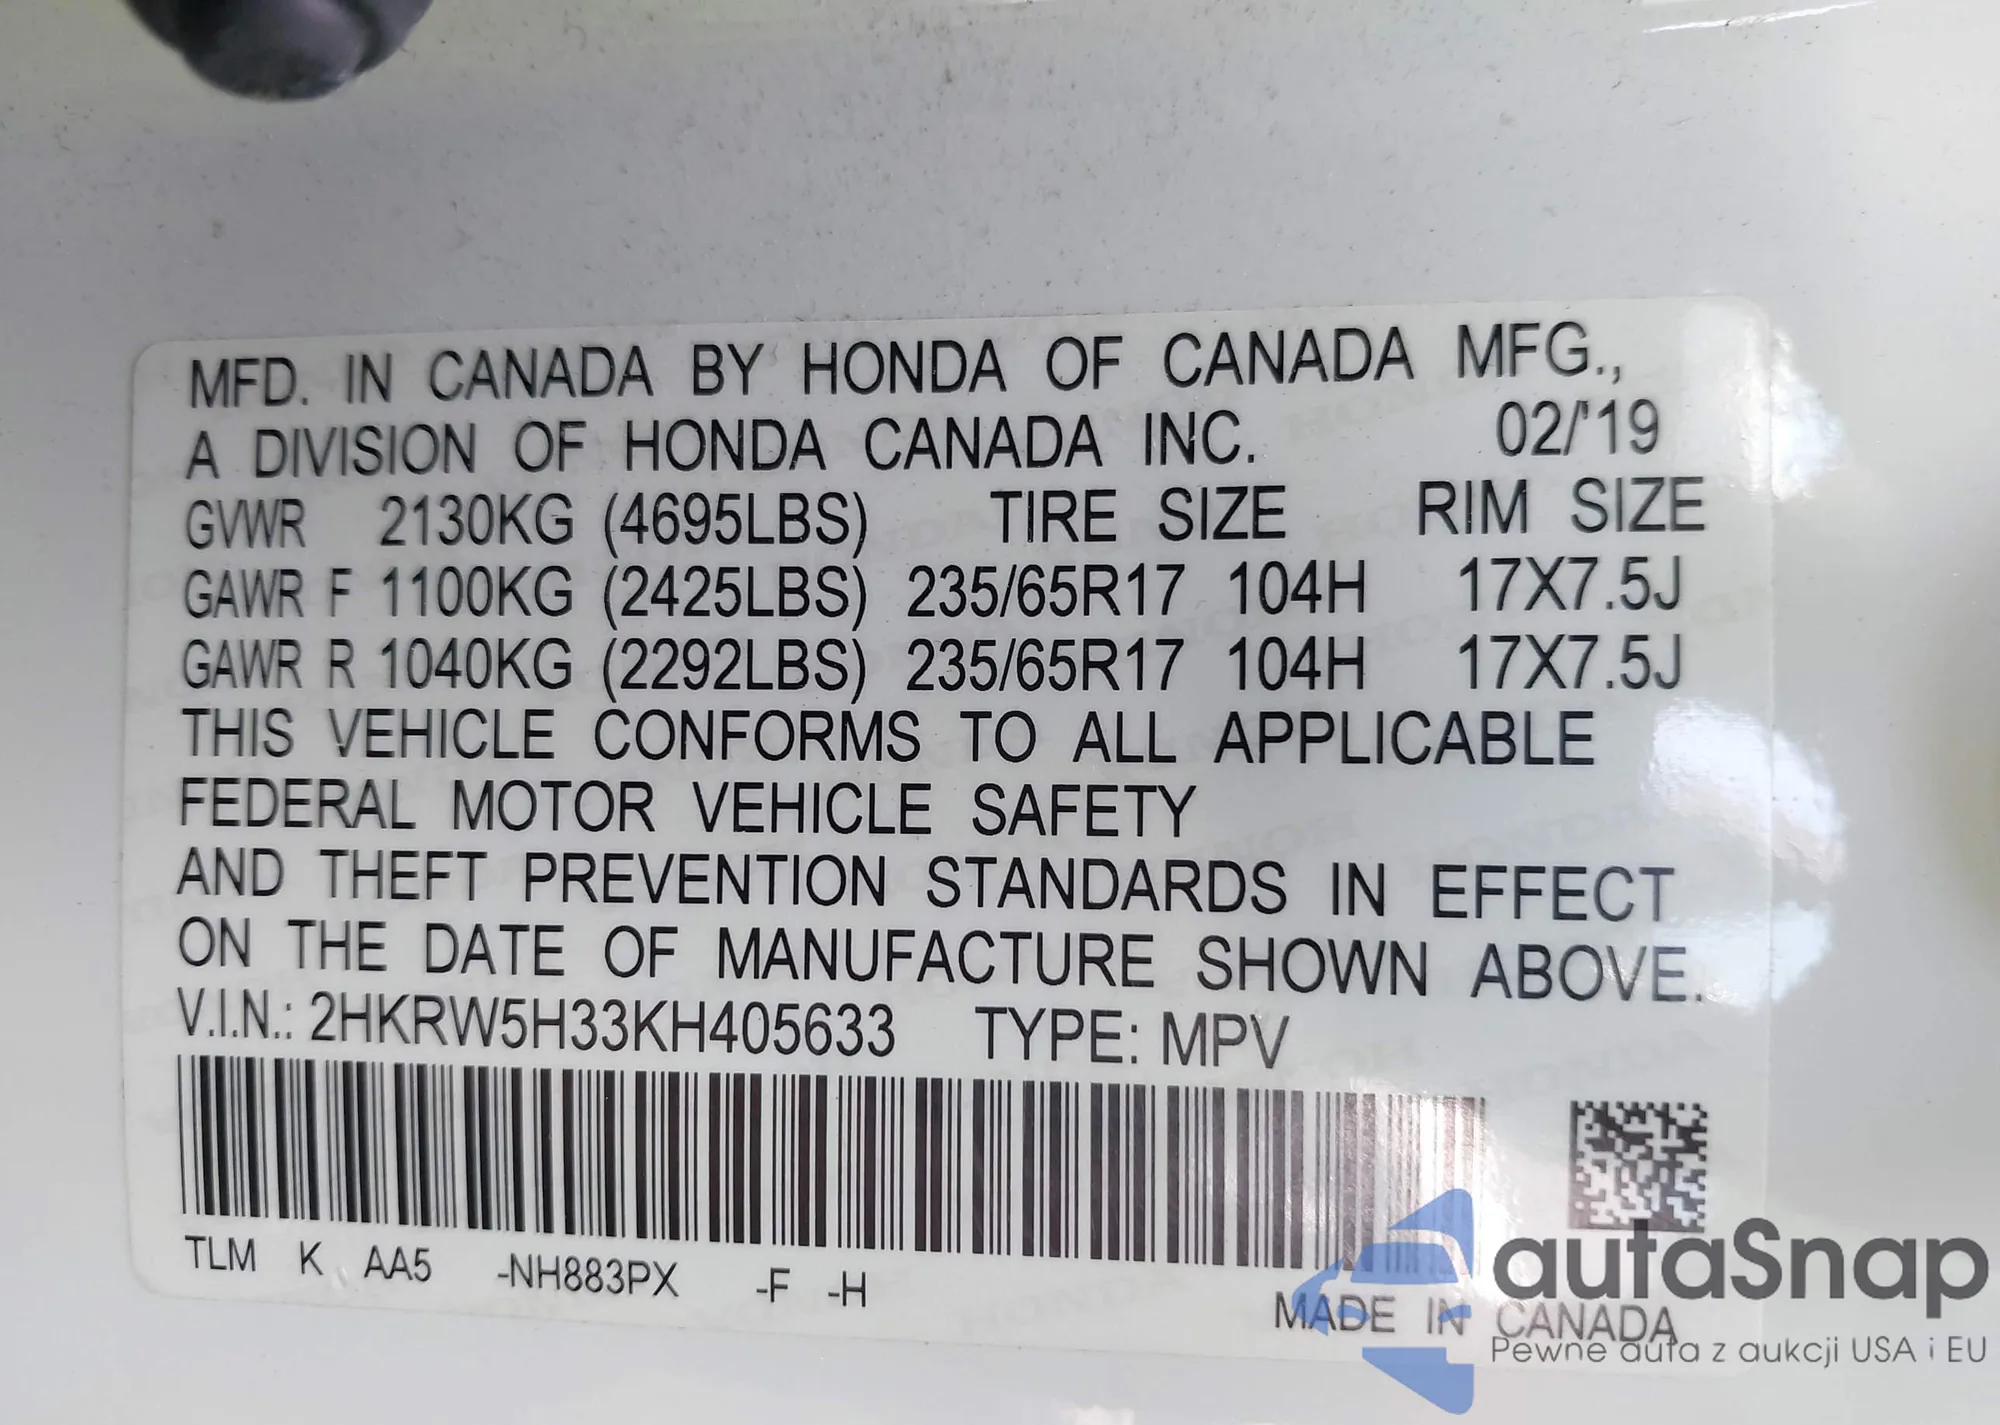 MFD. IN CANADA BY HONDA OF CANADA MFG.,
A DIVISION OF HONDA CANADA INC. 02/'19
GVWR 2130KG (4695LBS) TIRE SIZE RIM SIZE
GAWR F 1100KG (2425LBS) 235/65R17 104H 17X7.5J
GAWR R 1040KG (2292LBS) 235/65R17 104H 17X7.5J
THIS VEHICLE CONFORMS TO ALL APPLICABLE
FEDERAL MOTOR VEHICLE SAFETY
AND THEFT PREVENTION STANDARDS IN EFFECT
ON THE DATE OF MANUFACTURE SHOWN ABOVE.
V.I.N.: 2HKRW5H33KH405633 TYPE: MPV
TLM K AA5 -NH883PX -F -H
MADE IN CANADA
autaSnap
Pewne auta z aukcji USA i EU